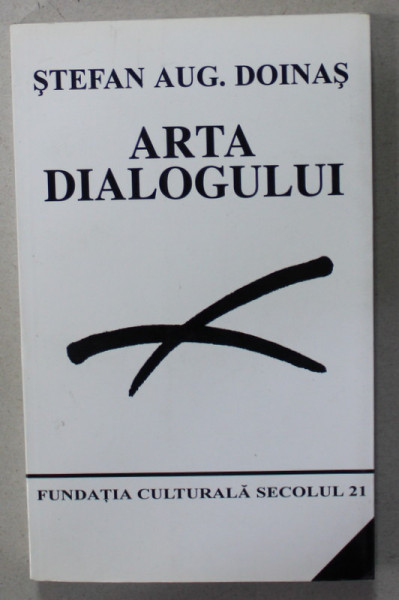 ŞTEFAN AUG. DOINAŞ
ARTA
DIALOGULUI
FUNDAŢIA CULTURALĂ SECOLUL 21